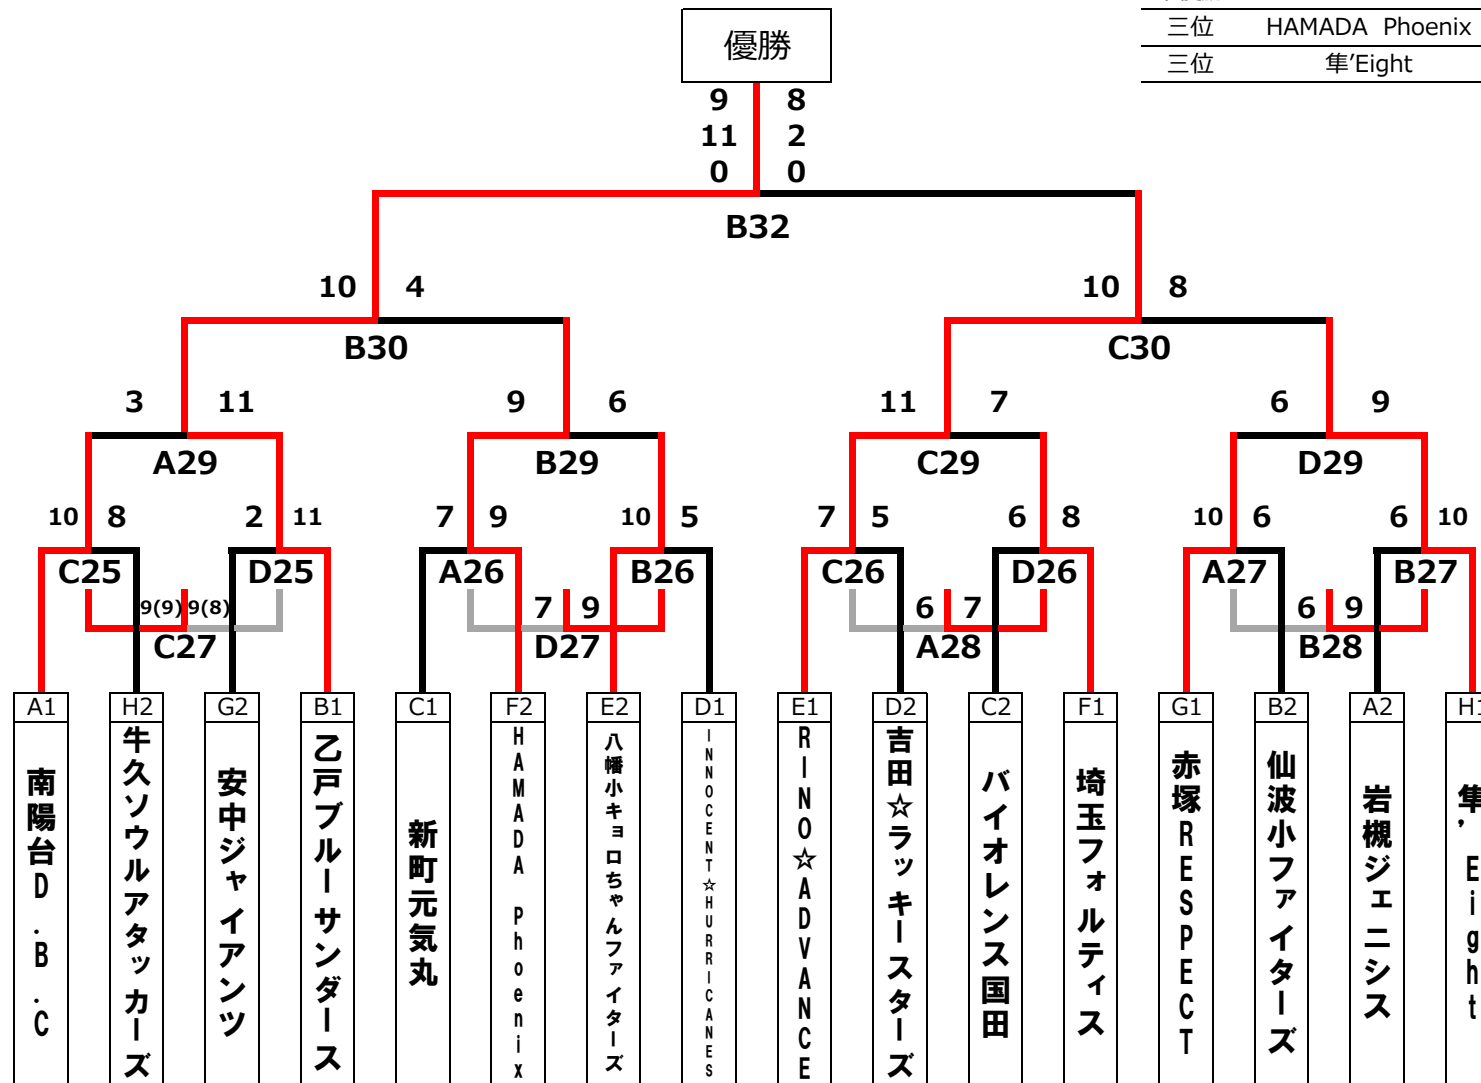 三位 HAMADA Phoenix
三位 隼'Eight
優勝
9 8
11 2
0 0
B32
10 4 10 8
B30 C30
3 11 9 6 11 7 6 9
A29 B29 C29 D29
10 8 2 11 7 9 10 5 7 5 6 8 10 6 6 10
C25 D25 A26 B26 C26 D26 A27 B27
9(9) 9(8) 7 9 6 7 6 9
C27 D27 A28 B28
A1 H2 G2 B1 C1 F2 E2 D1 E1 D2 C2 F1 G1 B2 A2 H1
南陽台D.B.C
牛久ソウルアタッカーズ
安中ジャイアンツ
乙戸ブルーサンダース
新町元気丸
HAMADA Phoenix
八幡小キョロちゃんファイターズ
INNOCENT☆HURRICANES
RINO☆ADVANCE
吉田☆ラッキースターズ
バイオレンス国田
埼玉フォルティス
赤塚RESPECT
仙波小ファイターズ
岩槻ジェニシス
隼'Eight